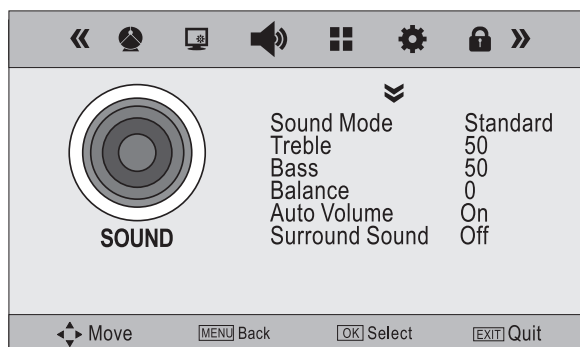 Sound Mode Standard
Treble 50
Bass 50
Balance 0
Auto Volume On
Surround Sound Off
SOUND
Move MENU Back OK Select EXIT Quit